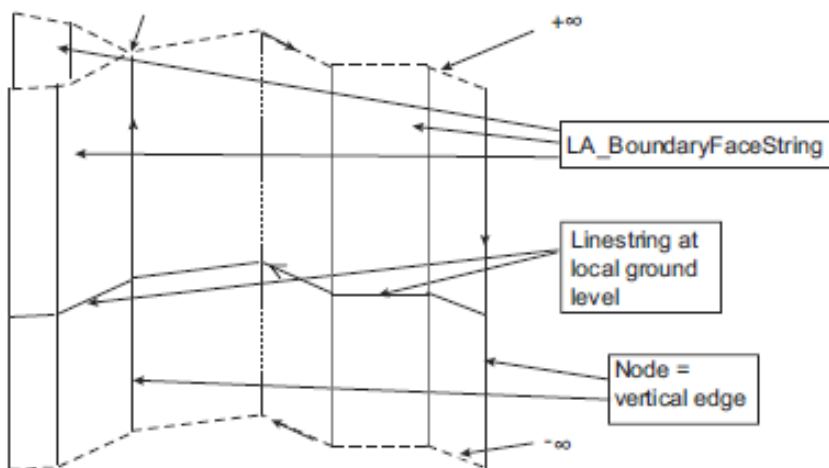 +∞
LA_BoundaryFaceString
Linestring at
local ground
level
Node =
vertical edge
-∞